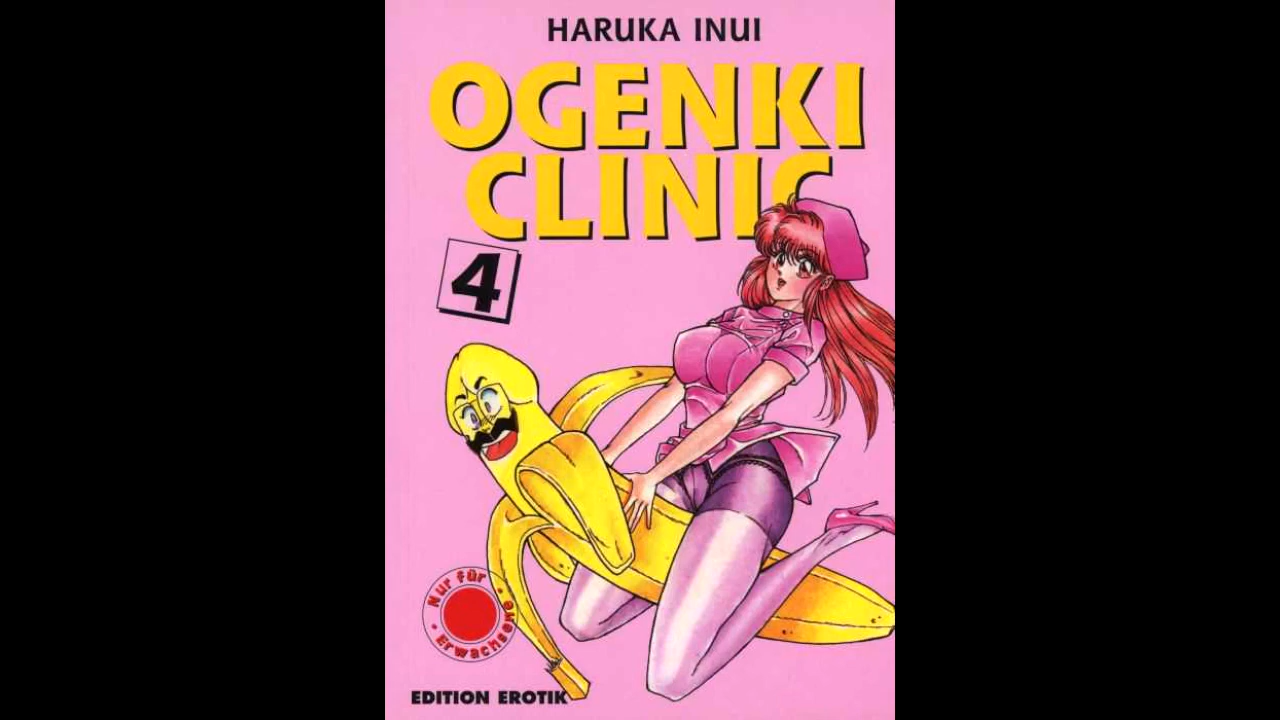 HARUKA INUI
OGENKI
CLINIC
4
Nur für
• Erwachsene •
EDITION EROTIK